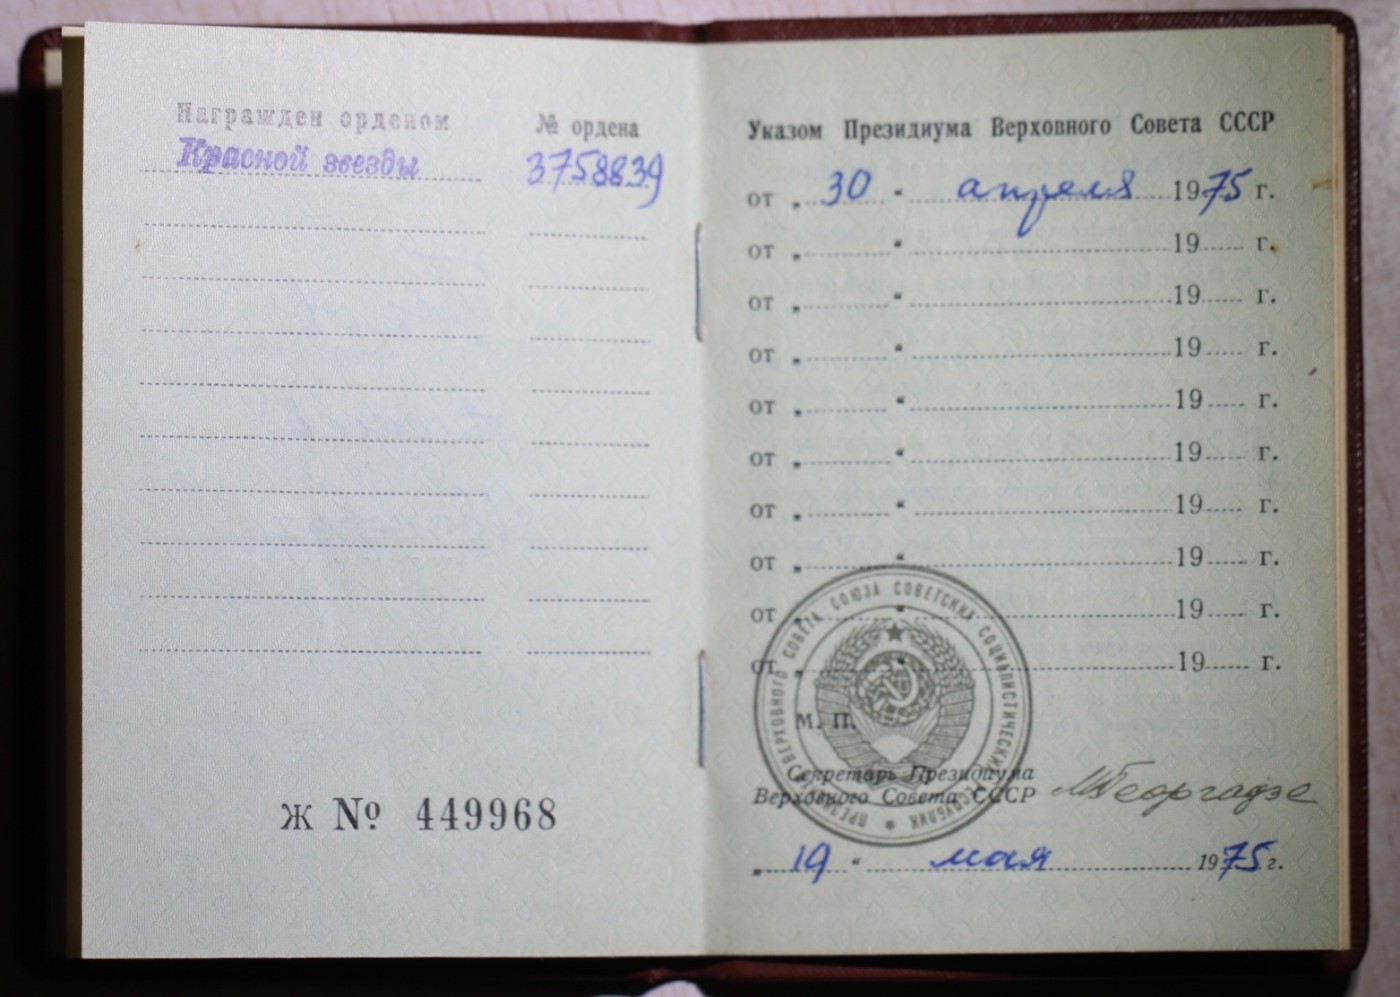 Награжден орденом № ордена
Красной звезды 3758839
Ж № 449968
Указом Президиума Верховного Совета СССР
от „ 30 “ апреля 1975 г.
от „ “ 19 г.
от „ “ 19 г.
от „ “ 19 г.
от „ “ 19 г.
от „ “ 19 г.
от „ “ 19 г.
от „ “ 19 г.
от „ “ 19 г.
от „ “ 19 г.
ПРЕЗИДИУМ ВЕРХОВНОГО СОВЕТА СОЮЗА СОВЕТСКИХ СОЦИАЛИСТИЧЕСКИХ РЕСПУБЛИК
М. П.
Секретарь Президиума
Верховного Совета СССР МГеоргадзе
„ 19 “ мая 1975 г.